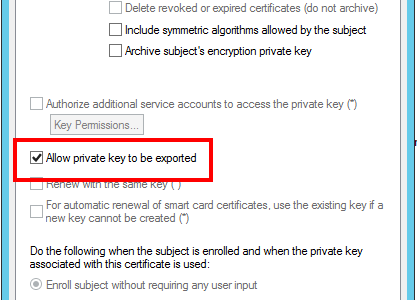 Delete revoked or expired certificates (do not archive)
Include symmetric algorithms allowed by the subject
Archive subject's encryption private key
Authorize additional service accounts to access the private key (*)
Key Permissions...
Allow private key to be exported
Renew with the same key (*)
For automatic renewal of smart card certificates, use the existing key if a
new key cannot be created (*)
Do the following when the subject is enrolled and when the private key
associated with this certificate is used:
Enroll subject without requiring any user input